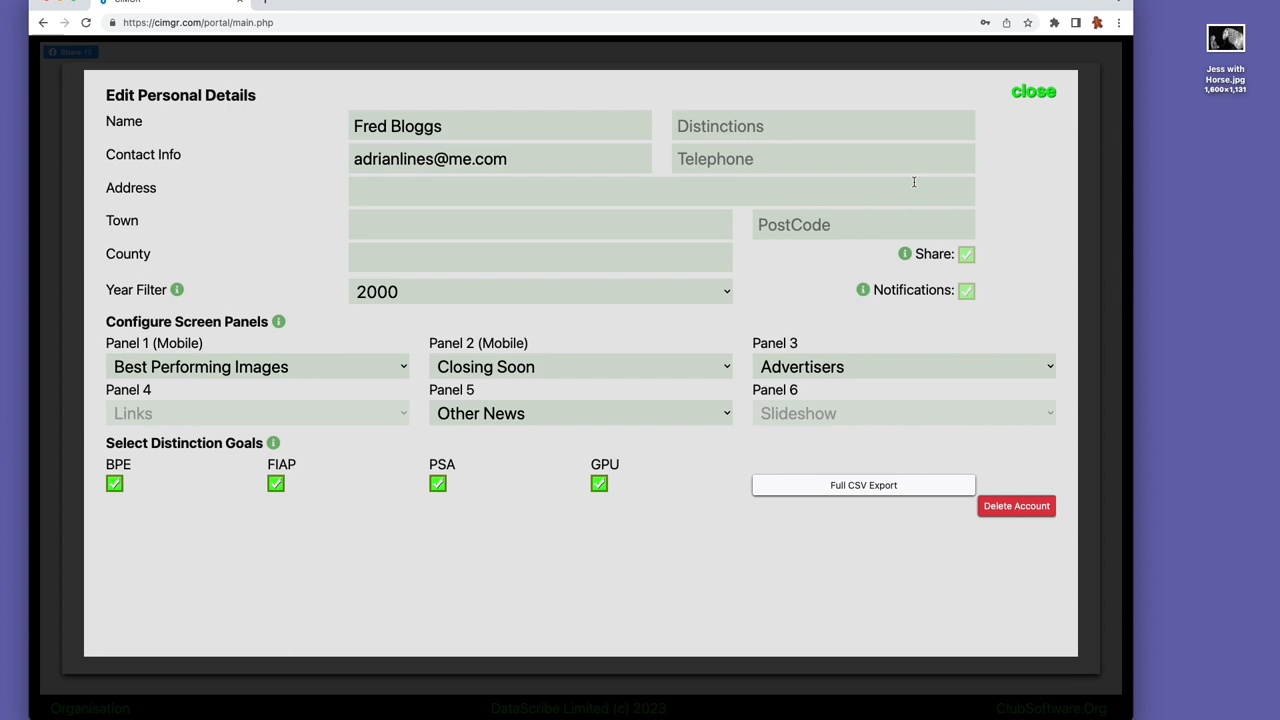 https://cimgr.com/portal/main.php
Share 15
Jess with
Horse.jpg
1,600×1,131
Edit Personal Details
close
Name
Fred Bloggs
Distinctions
Contact Info
adrianlines@me.com
Telephone
Address
Town
PostCode
County
Share:
Year Filter
2000
Notifications:
Configure Screen Panels
Panel 1 (Mobile)
Panel 2 (Mobile)
Panel 3
Best Performing Images
Closing Soon
Advertisers
Panel 4
Panel 5
Panel 6
Links
Other News
Slideshow
Select Distinction Goals
BPE
FIAP
PSA
GPU
Full CSV Export
Delete Account
Organisation
DataScribe Limited (c) 2023
ClubSoftware.Org